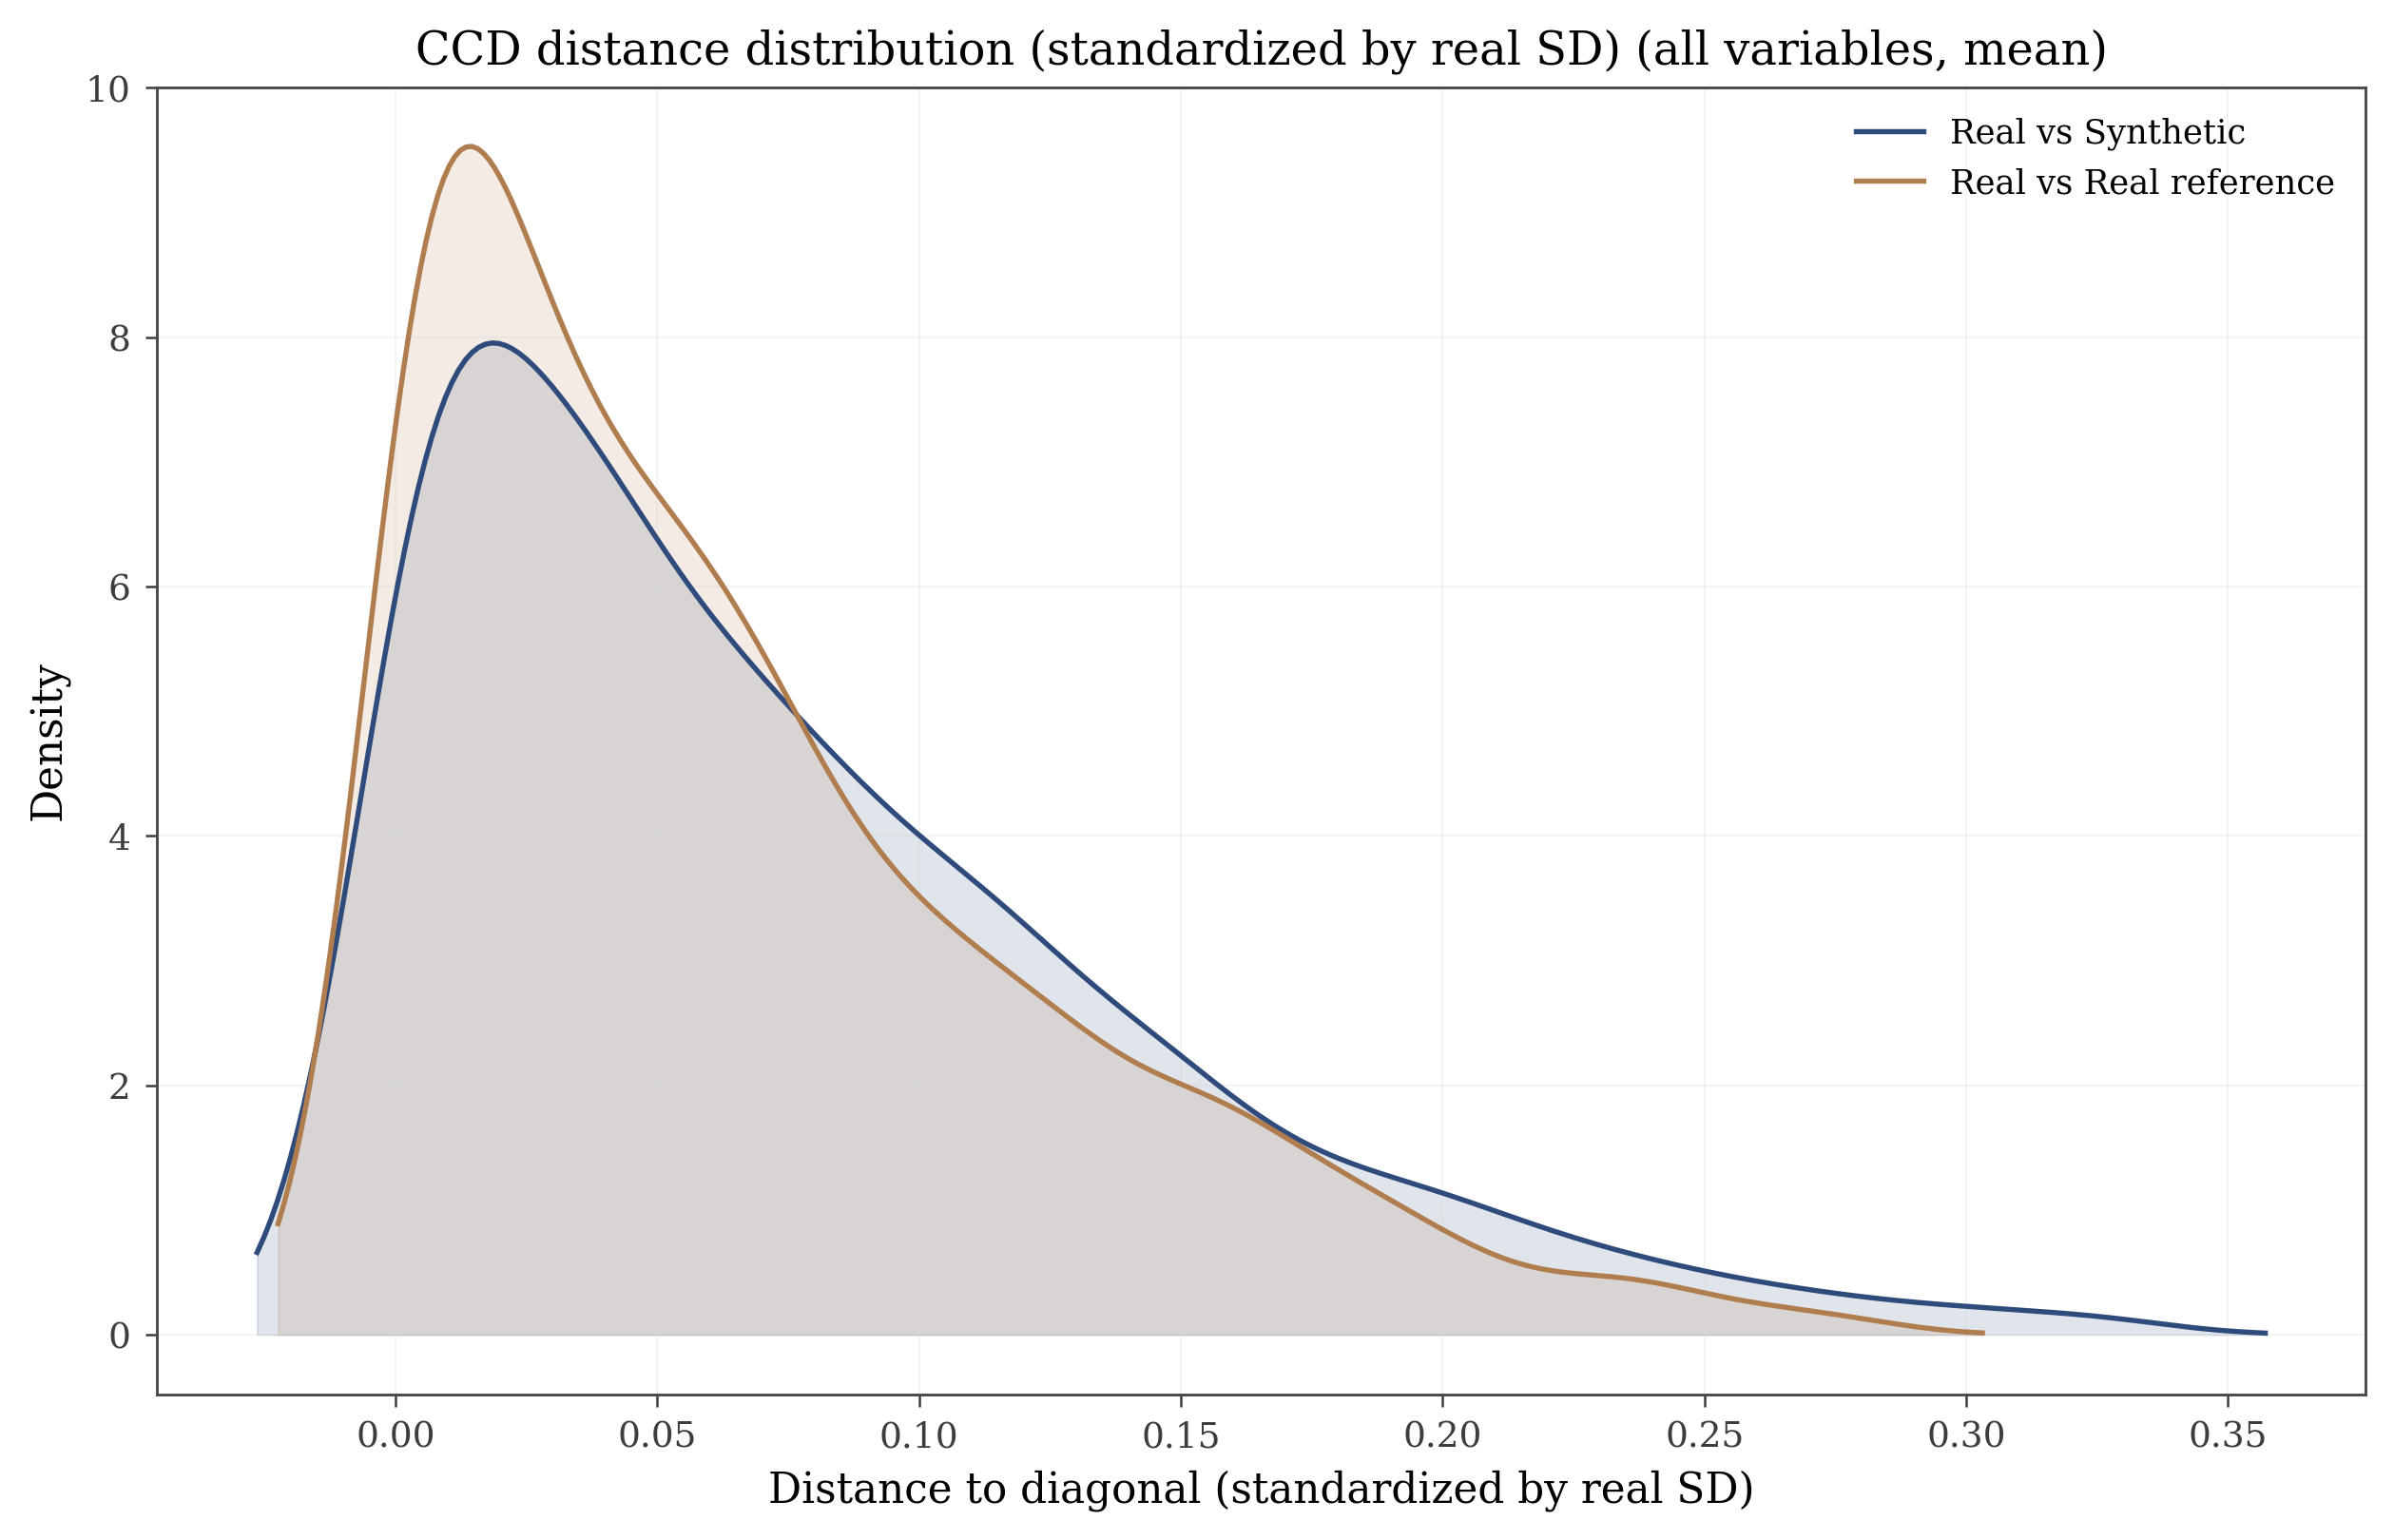 CCD distance distribution (standardized by real SD) (all variables, mean)
Real vs Synthetic
Real vs Real reference
Density
10
8
6
4
2
0
0.00 0.05 0.10 0.15 0.20 0.25 0.30 0.35
Distance to diagonal (standardized by real SD)